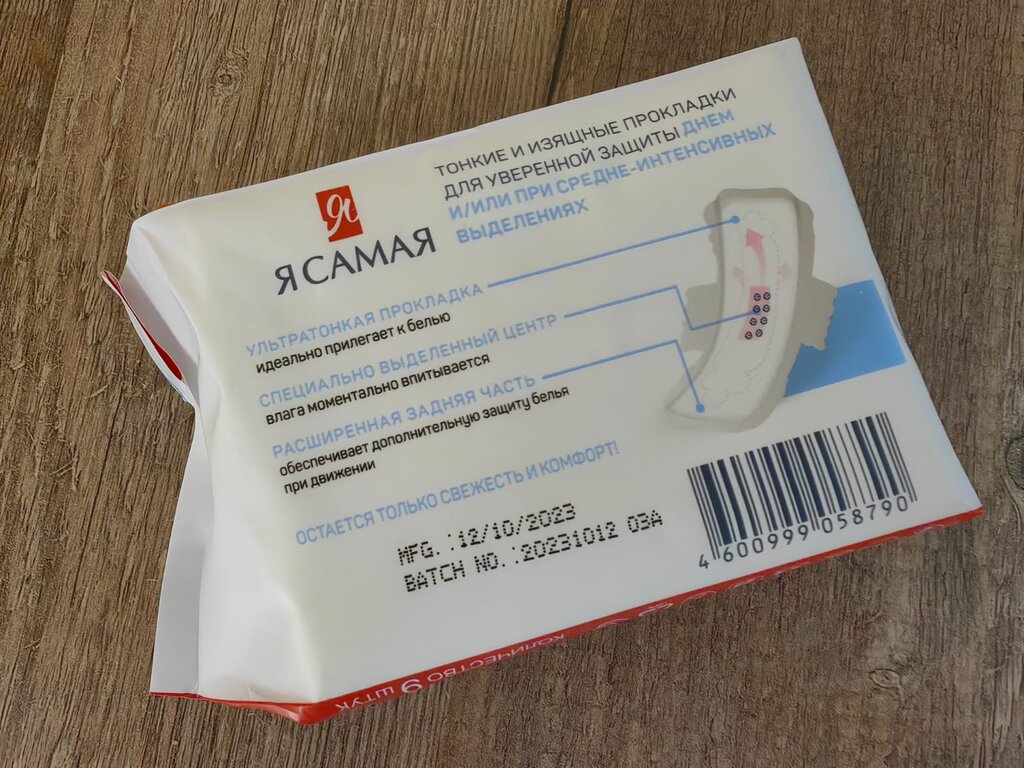 Я
Я САМАЯ
ТОНКИЕ И ИЗЯЩНЫЕ ПРОКЛАДКИ
ДЛЯ УВЕРЕННОЙ ЗАЩИТЫ ДНЕМ
И/ИЛИ ПРИ СРЕДНЕ-ИНТЕНСИВНЫХ
ВЫДЕЛЕНИЯХ
УЛЬТРАТОНКАЯ ПРОКЛАДКА
идеально прилегает к белью
СПЕЦИАЛЬНО ВЫДЕЛЕННЫЙ ЦЕНТР
влага моментально впитывается
РАСШИРЕННАЯ ЗАДНЯЯ ЧАСТЬ
обеспечивает дополнительную защиту белья
при движении
ОСТАЕТСЯ ТОЛЬКО СВЕЖЕСТЬ И КОМФОРТ!
MFG. :12/10/2023
BATCH NO. :20231012 03A
4 600999 058790
КОЛИЧЕСТВО 9 ШТУК